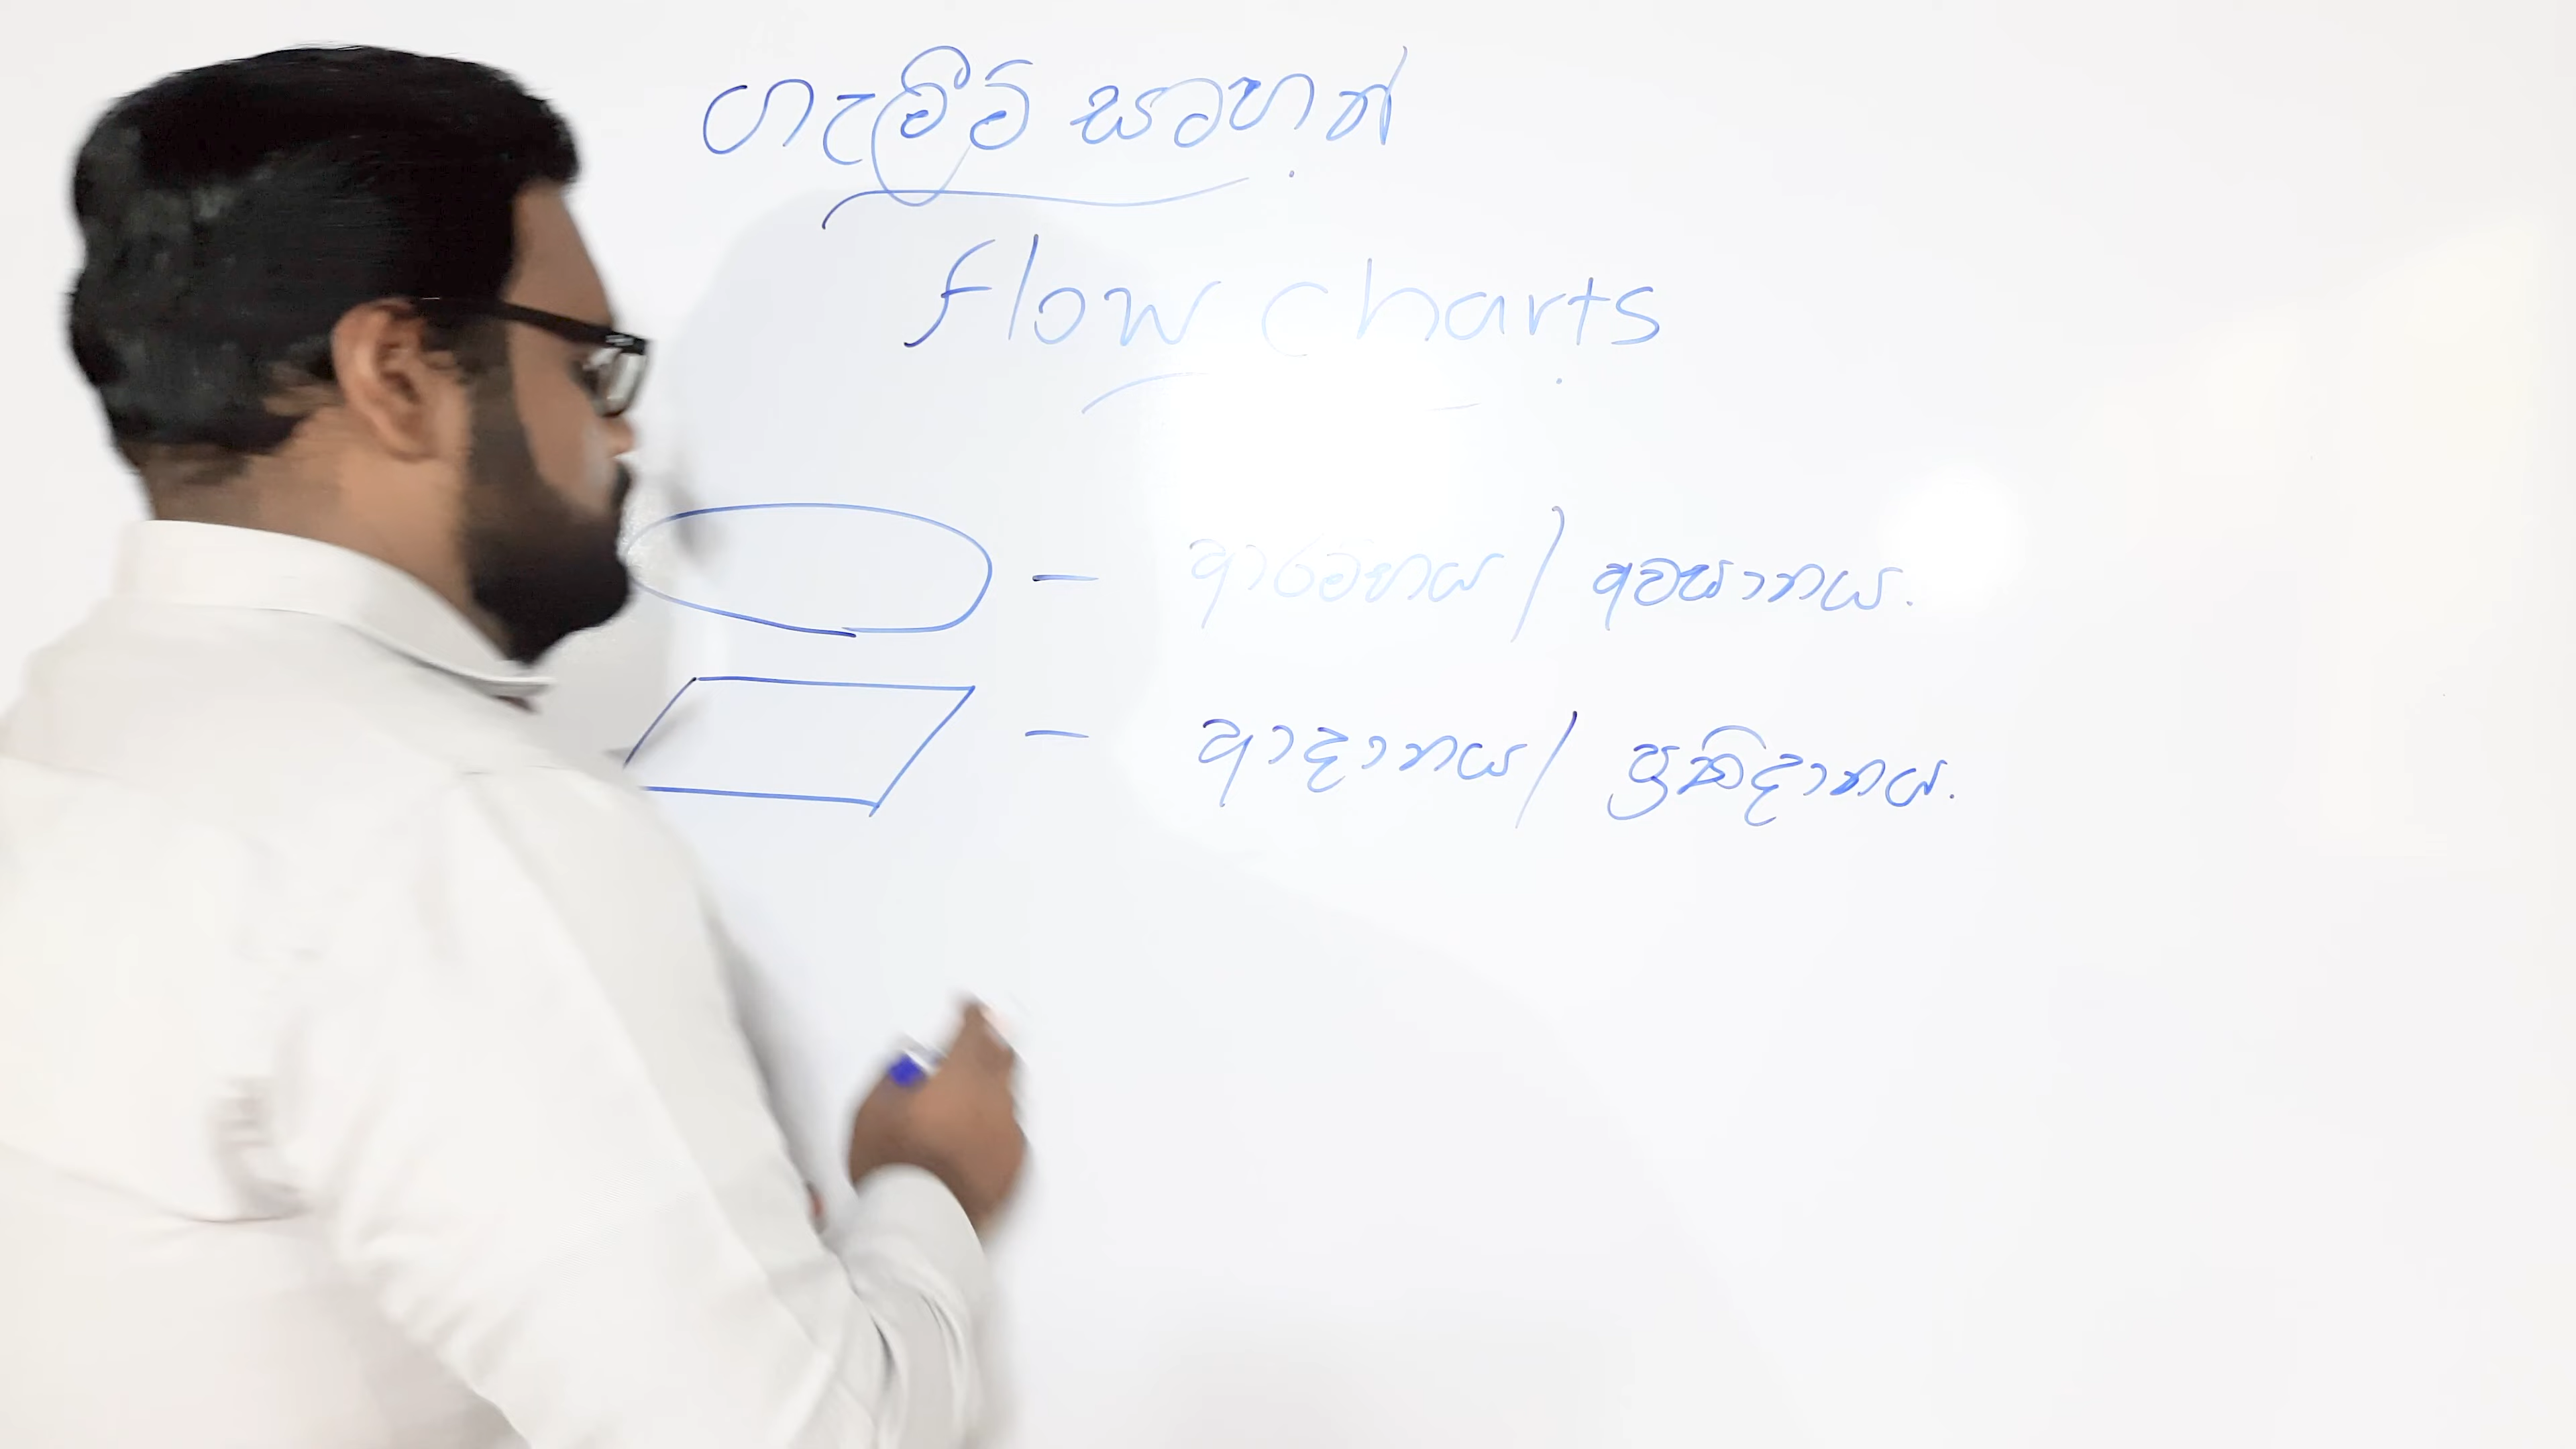 ගැලීම් සටහන්
flow charts
– ආරම්භය / අවසානය.
– ආදානය / ප්‍රතිදානය.